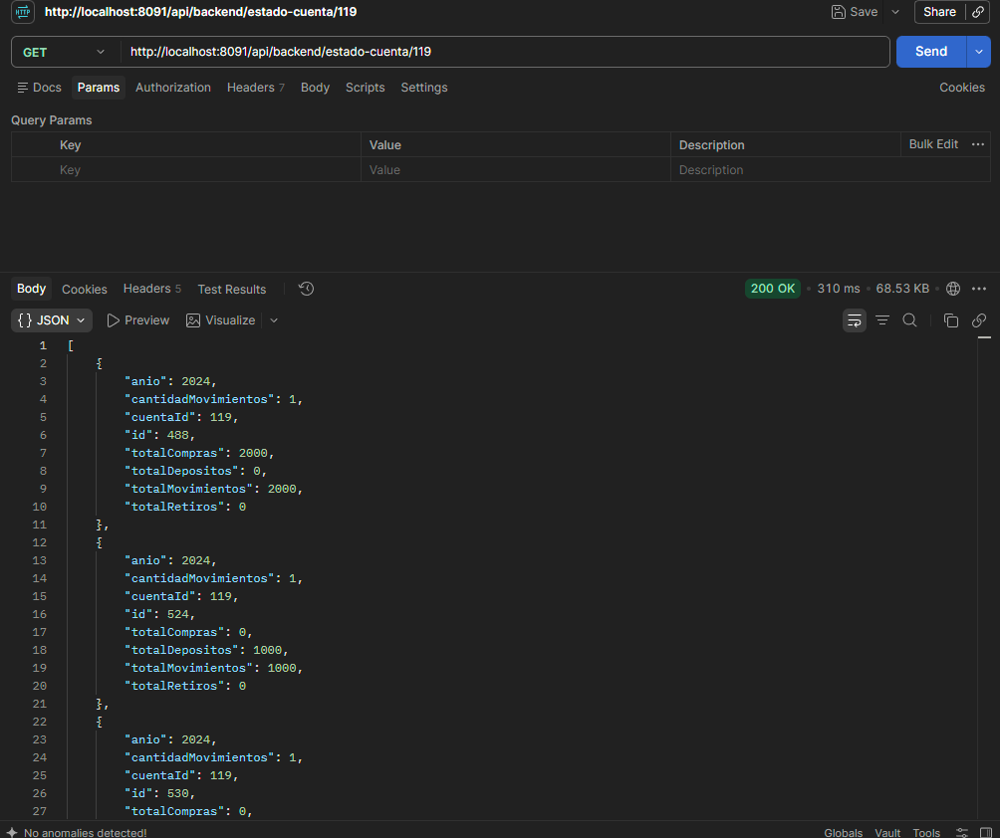 HTTP http://localhost:8091/api/backend/estado-cuenta/119 Save Share
GET http://localhost:8091/api/backend/estado-cuenta/119 Send
Docs Params Authorization Headers 7 Body Scripts Settings Cookies
Query Params
Key Value Description Bulk Edit
Key Value Description
Body Cookies Headers 5 Test Results 200 OK 310 ms 68.53 KB
{} JSON Preview Visualize
1 [
2 {
3 "anio": 2024,
4 "cantidadMovimientos": 1,
5 "cuentaId": 119,
6 "id": 488,
7 "totalCompras": 2000,
8 "totalDepositos": 0,
9 "totalMovimientos": 2000,
10 "totalRetiros": 0
11 },
12 {
13 "anio": 2024,
14 "cantidadMovimientos": 1,
15 "cuentaId": 119,
16 "id": 524,
17 "totalCompras": 0,
18 "totalDepositos": 1000,
19 "totalMovimientos": 1000,
20 "totalRetiros": 0
21 },
22 {
23 "anio": 2024,
24 "cantidadMovimientos": 1,
25 "cuentaId": 119,
26 "id": 530,
27 "totalCompras": 0,
No anomalies detected! Globals Vault Tools